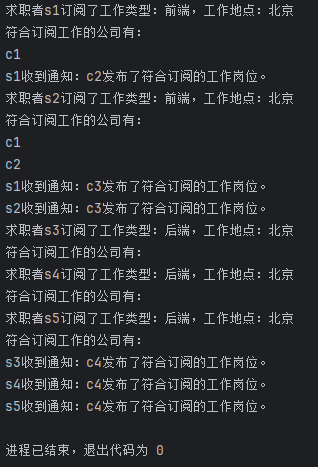 求职者s1订阅了工作类型: 前端, 工作地点: 北京
符合订阅工作的公司有:
c1
s1收到通知: c2发布了符合订阅的工作岗位。
求职者s2订阅了工作类型: 前端, 工作地点: 北京
符合订阅工作的公司有:
c1
c2
s1收到通知: c3发布了符合订阅的工作岗位。
s2收到通知: c3发布了符合订阅的工作岗位。
求职者s3订阅了工作类型: 后端, 工作地点: 北京
符合订阅工作的公司有:
求职者s4订阅了工作类型: 后端, 工作地点: 北京
符合订阅工作的公司有:
求职者s5订阅了工作类型: 后端, 工作地点: 北京
符合订阅工作的公司有:
s3收到通知: c4发布了符合订阅的工作岗位。
s4收到通知: c4发布了符合订阅的工作岗位。
s5收到通知: c4发布了符合订阅的工作岗位。
进程已结束，退出代码为 0